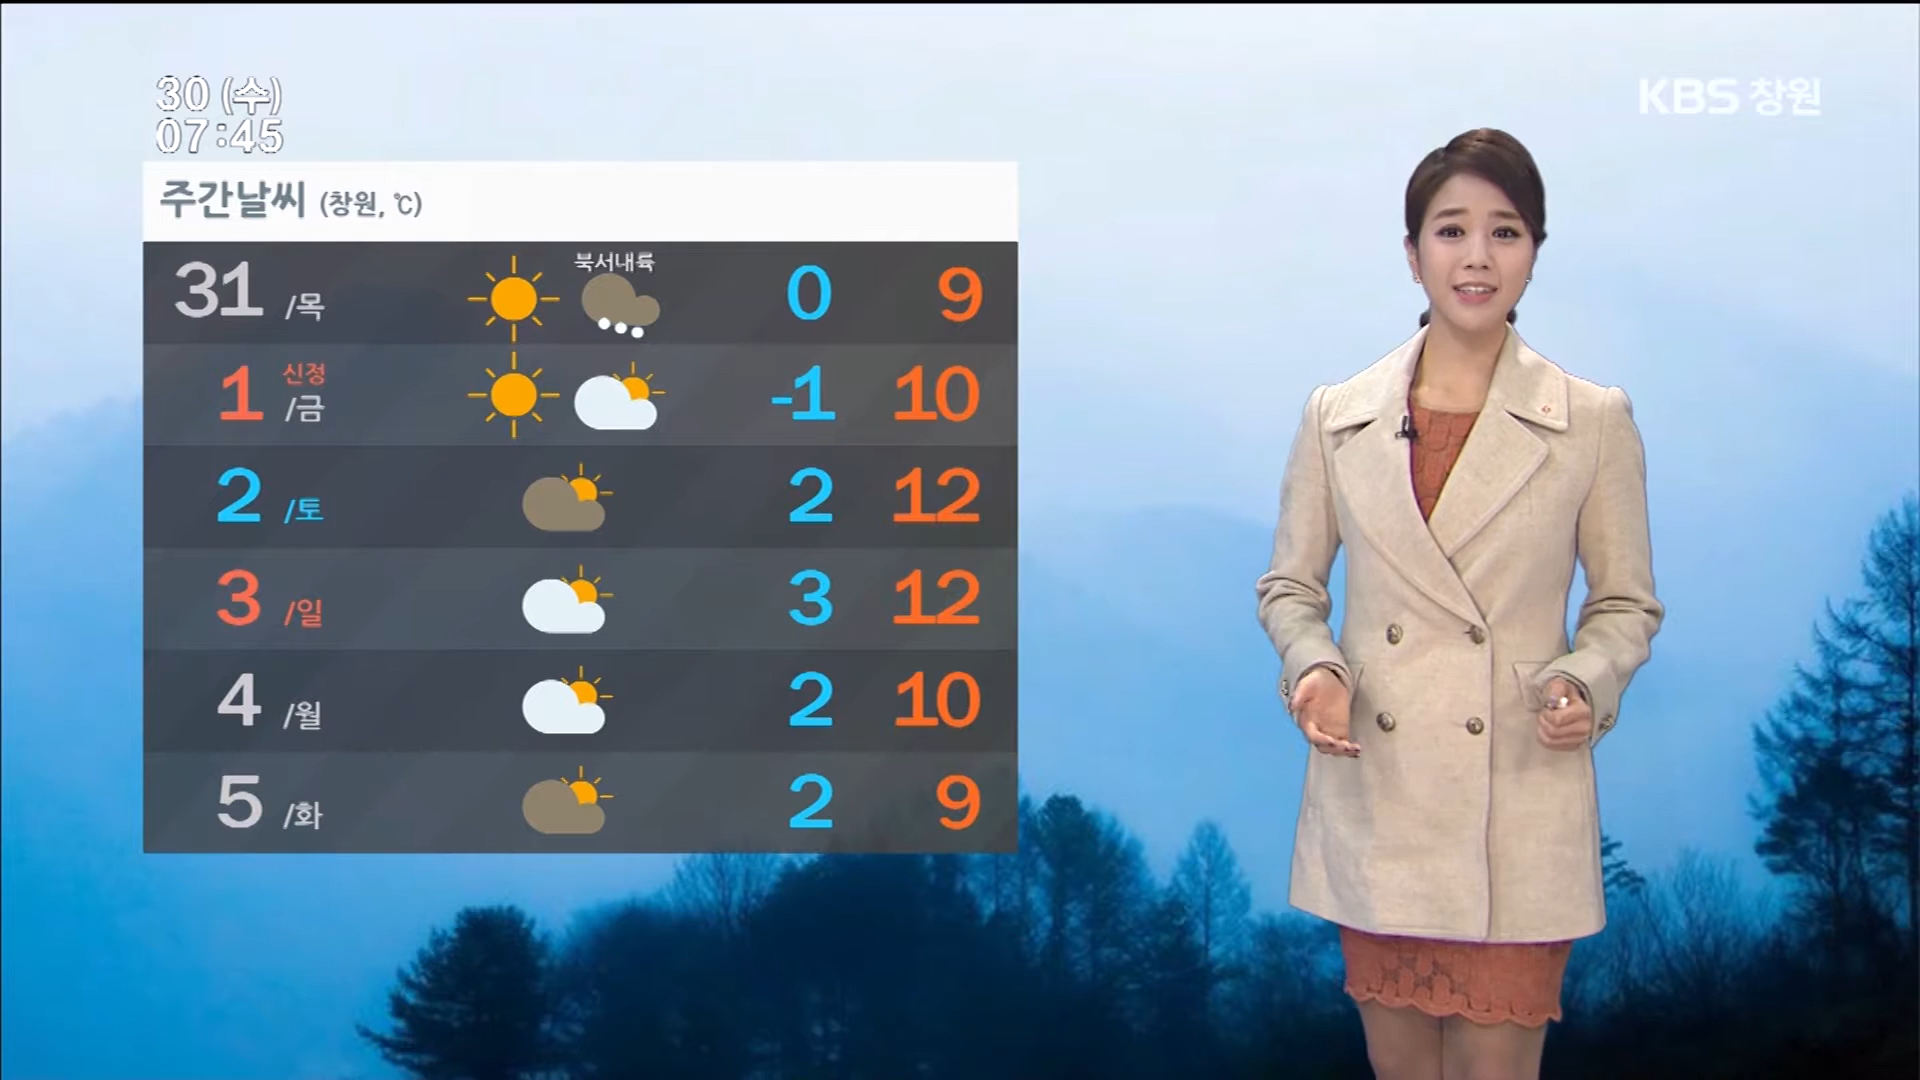 30 (수)
07:45
KBS 창원
주간날씨 (창원, ℃)
31 /목 북서내륙 0 9
1 신정 /금 -1 10
2 /토 2 12
3 /일 3 12
4 /월 2 10
5 /화 2 9